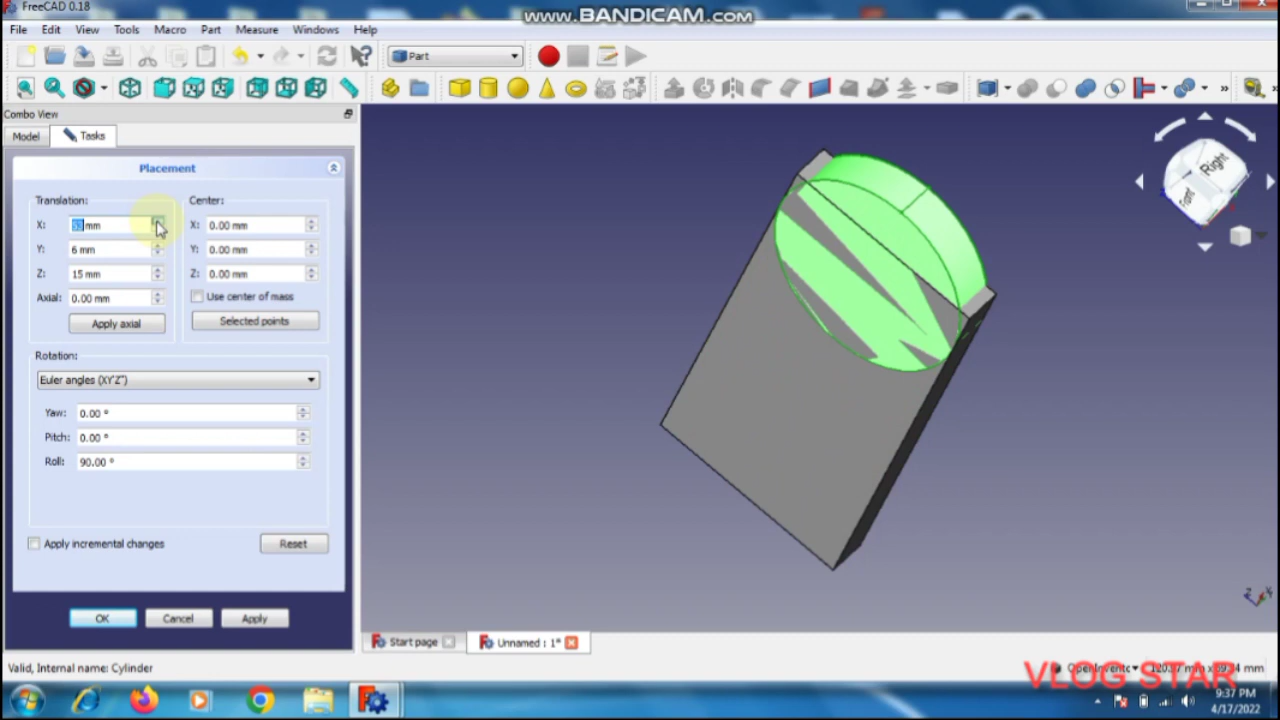 FreeCAD 0.18
www.BANDICAM.com
File Edit View Tools Macro Part Measure Windows Help
Part
Combo View
Model Tasks
Placement
Translation: Center:
X: mm X: 0.00 mm
Y: 6 mm Y: 0.00 mm
Z: 15 mm Z: 0.00 mm
Axial: 0.00 mm Use center of mass
Apply axial Selected points
Rotation:
Euler angles (XY'Z")
Yaw: 0.00 °
Pitch: 0.00 °
Roll: 90.00 °
Apply incremental changes Reset
OK Cancel Apply
Right
Front
Start page Unnamed : 1*
Valid, Internal name: Cylinder
VLOG STAR
9:37 PM
4/17/2022